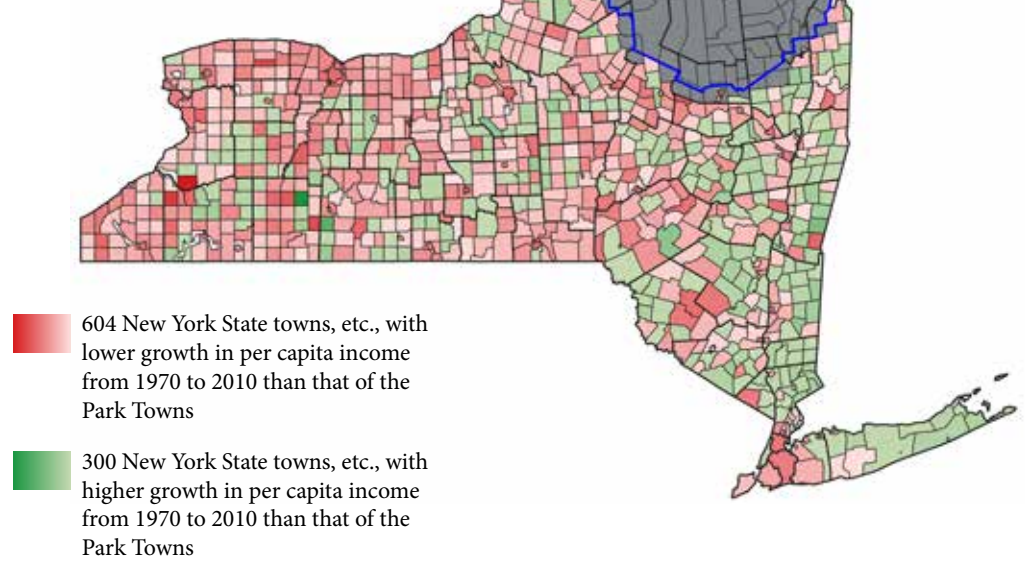 604 New York State towns, etc., with
lower growth in per capita income
from 1970 to 2010 than that of the
Park Towns
300 New York State towns, etc., with
higher growth in per capita income
from 1970 to 2010 than that of the
Park Towns